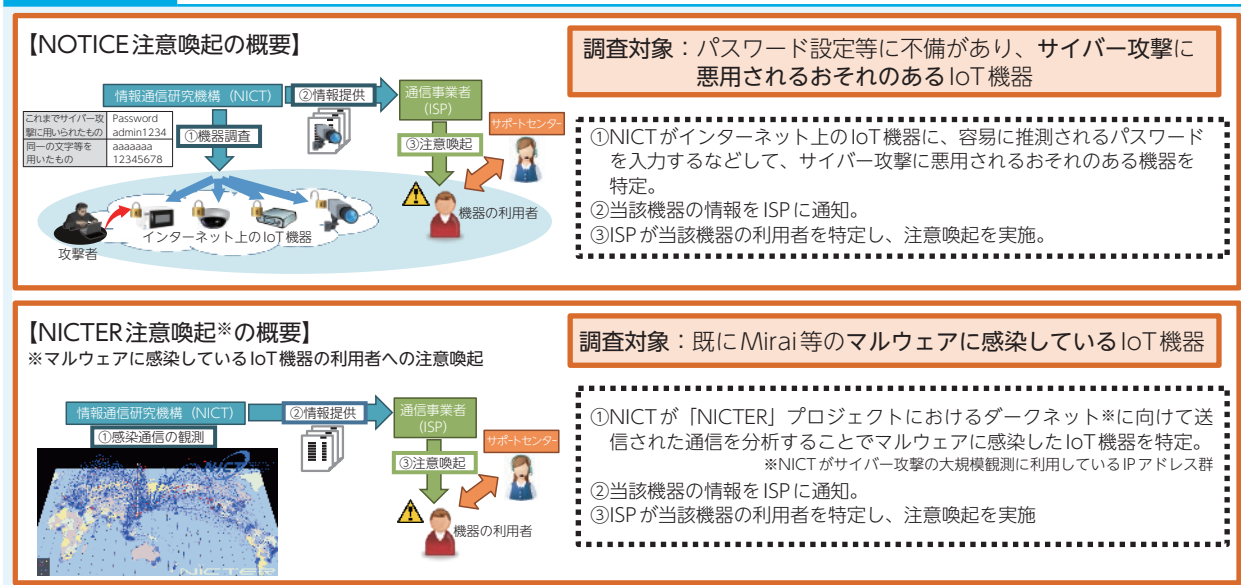 【NOTICE注意喚起の概要】
調査対象：パスワード設定等に不備があり、サイバー攻撃に
悪用されるおそれのあるIoT機器
情報通信研究機構（NICT）
②情報提供
通信事業者
(ISP)
これまでサイバー攻
撃に用いられたもの
Password
admin1234
同一の文字等を
用いたもの
aaaaaaa
12345678
①機器調査
③注意喚起
サポートセンター
機器の利用者
インターネット上のIoT機器
攻撃者
①NICTがインターネット上のIoT機器に、容易に推測されるパスワード
を入力するなどして、サイバー攻撃に悪用されるおそれのある機器を
特定。
②当該機器の情報をISPに通知。
③ISPが当該機器の利用者を特定し、注意喚起を実施。
【NICTER注意喚起※の概要】
※マルウェアに感染しているIoT機器の利用者への注意喚起
調査対象：既にMirai等のマルウェアに感染しているIoT機器
情報通信研究機構（NICT）
②情報提供
通信事業者
(ISP)
①感染通信の観測
サポートセンター
③注意喚起
NICT
機器の利用者
NICTER
①NICTが「NICTER」プロジェクトにおけるダークネット※に向けて送
信された通信を分析することでマルウェアに感染したIoT機器を特定。
※NICTがサイバー攻撃の大規模観測に利用しているIPアドレス群
②当該機器の情報をISPに通知。
③ISPが当該機器の利用者を特定し、注意喚起を実施